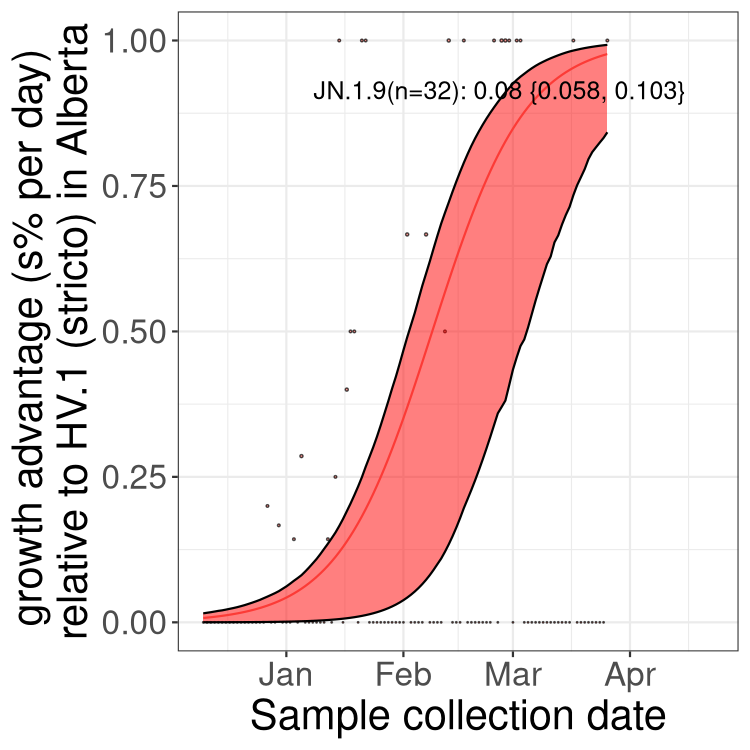 growth advantage (s% per day)
relative to HV.1 (stricto) in Alberta
1.00
0.75
0.50
0.25
0.00
JN.1.9(n=32): 0.08 {0.058, 0.103}
Jan Feb Mar Apr
Sample collection date